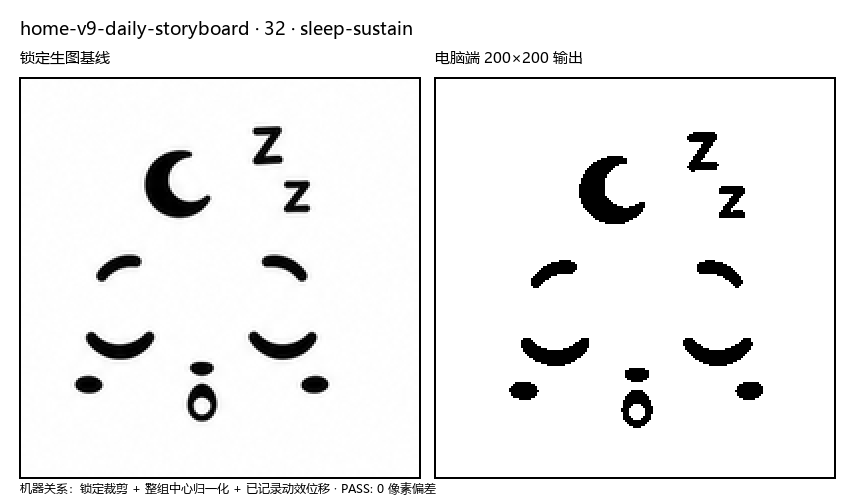 home-v9-daily-storyboard · 32 · sleep-sustain
锁定生图基线
电脑端 200×200 输出
Z
Z
Z
Z
机器关系: 锁定裁剪 + 整组中心归一化 + 已记录动效位移 · PASS: 0 像素偏差